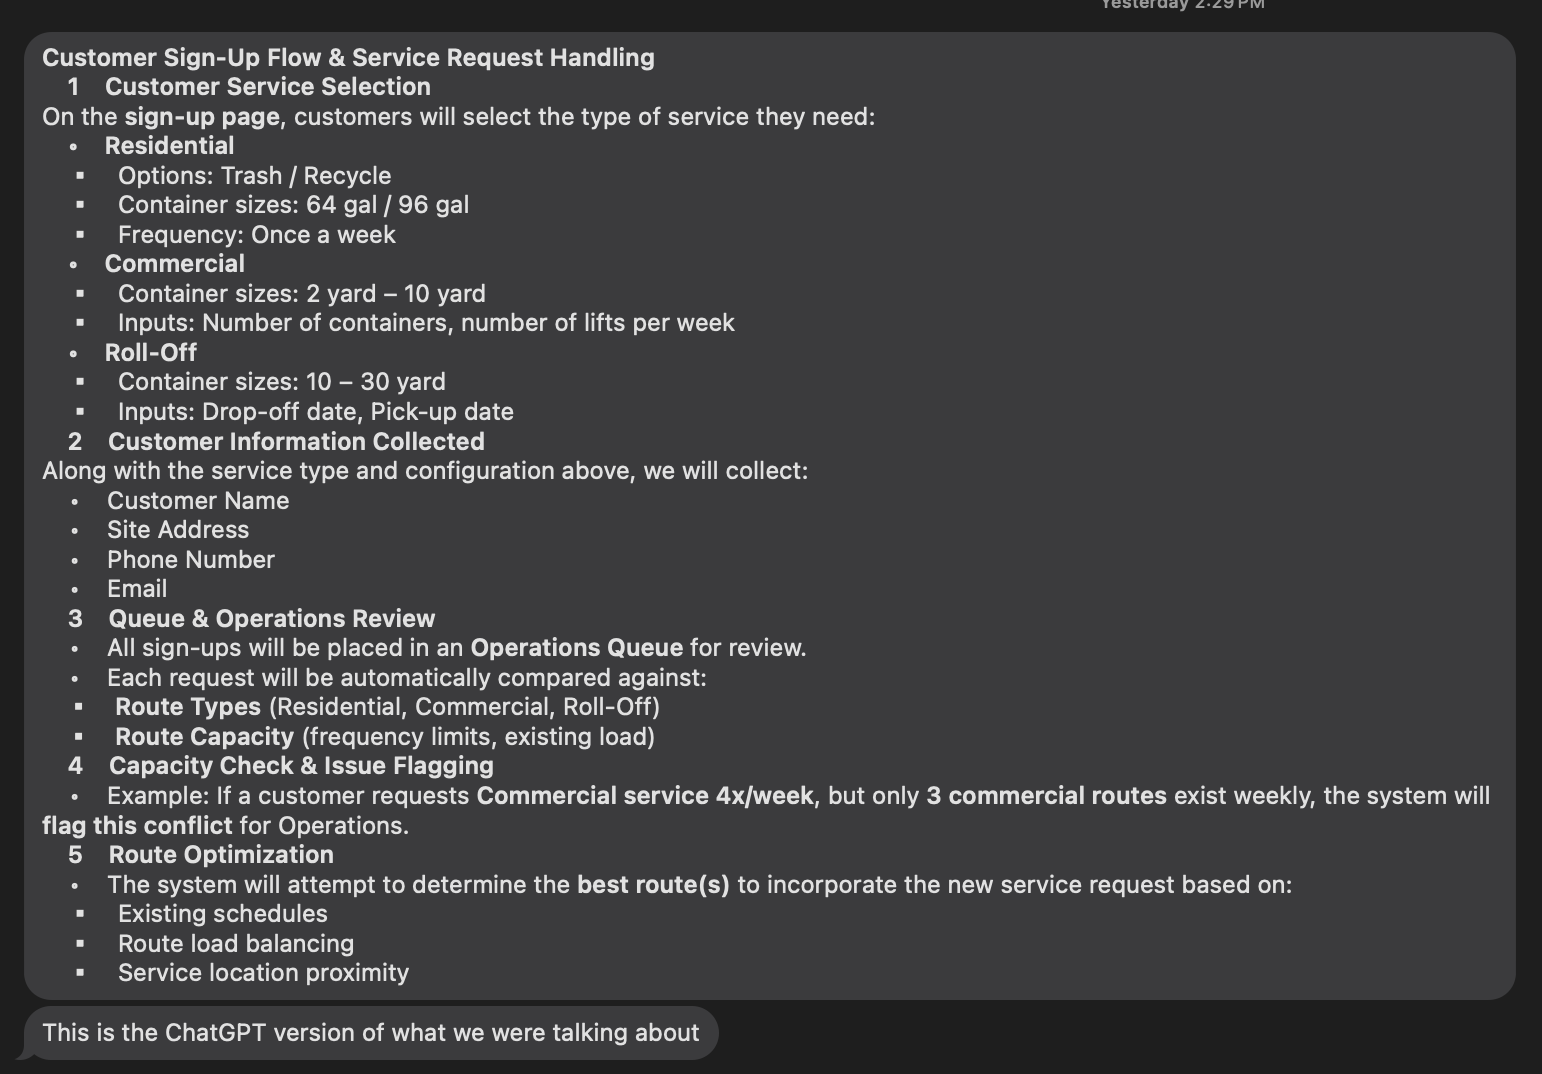 Yesterday 2:29 PM
Customer Sign-Up Flow & Service Request Handling
1 Customer Service Selection
On the sign-up page, customers will select the type of service they need:
• Residential
▪ Options: Trash / Recycle
▪ Container sizes: 64 gal / 96 gal
▪ Frequency: Once a week
• Commercial
▪ Container sizes: 2 yard – 10 yard
▪ Inputs: Number of containers, number of lifts per week
• Roll-Off
▪ Container sizes: 10 – 30 yard
▪ Inputs: Drop-off date, Pick-up date
2 Customer Information Collected
Along with the service type and configuration above, we will collect:
• Customer Name
• Site Address
• Phone Number
• Email
3 Queue & Operations Review
• All sign-ups will be placed in an Operations Queue for review.
• Each request will be automatically compared against:
▪ Route Types (Residential, Commercial, Roll-Off)
▪ Route Capacity (frequency limits, existing load)
4 Capacity Check & Issue Flagging
• Example: If a customer requests Commercial service 4x/week, but only 3 commercial routes exist weekly, the system will
flag this conflict for Operations.
5 Route Optimization
• The system will attempt to determine the best route(s) to incorporate the new service request based on:
▪ Existing schedules
▪ Route load balancing
▪ Service location proximity
This is the ChatGPT version of what we were talking about